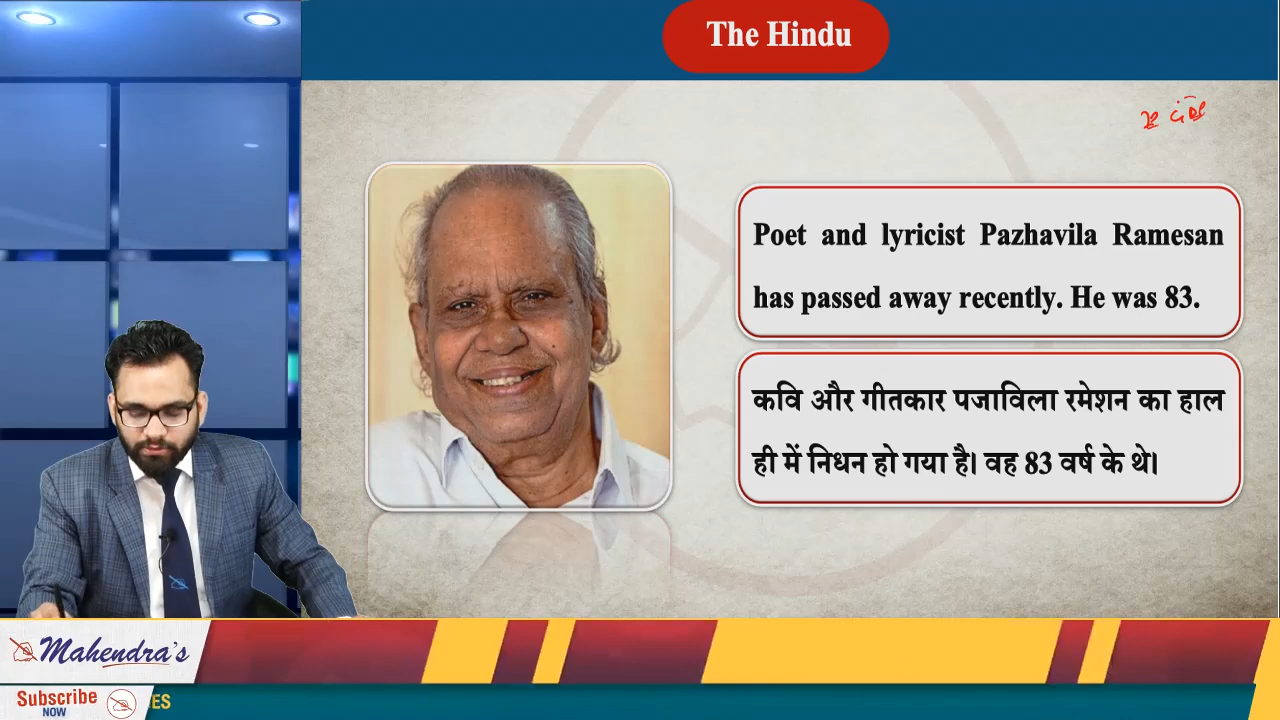 The Hindu
Poet and lyricist Pazhavila Ramesan
has passed away recently. He was 83.
कवि और गीतकार पजाविला रमेशन का हाल
ही में निधन हो गया है। वह 83 वर्ष के थे।
Mahendra's
Subscribe
NOW